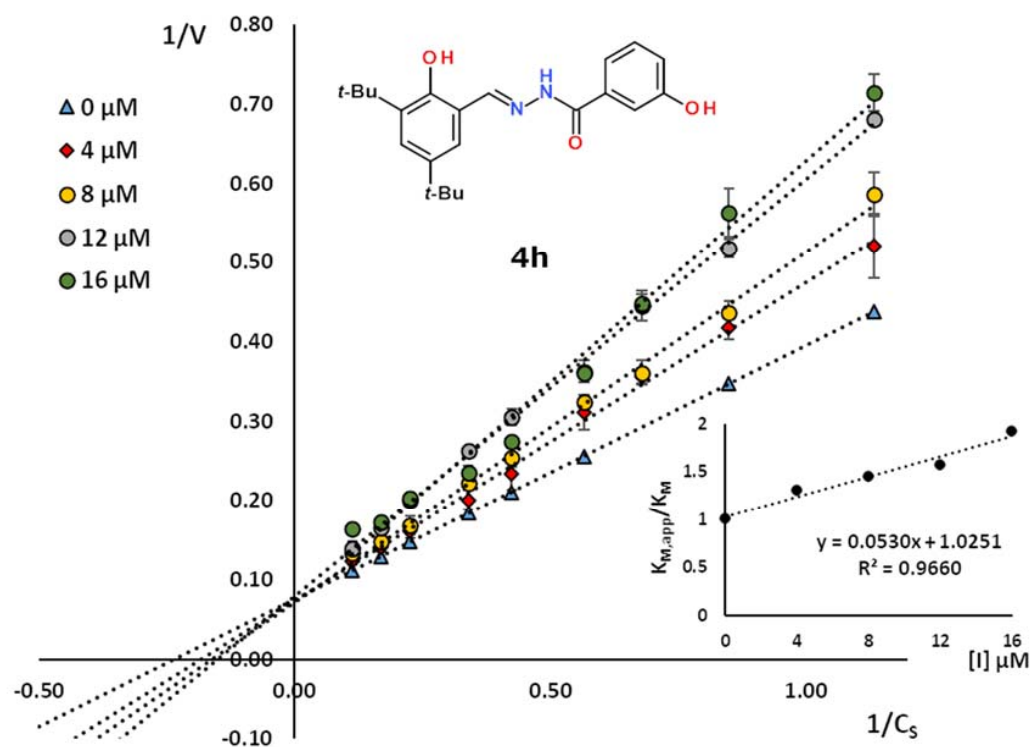 1/V
0.80
0.70
0.60
0.50
0.40
0.30
0.20
0.10
0.00
-0.10
-0.50
0.00
0.50
1.00
1/Cs
0 µM
4 µM
8 µM
12 µM
16 µM
OH
t-Bu
t-Bu
N
H
N
O
OH
4h
KM,app/KM
2
1.5
1
0.5
0
0
4
8
12
16
[I] µM
y = 0.0530x + 1.0251
R² = 0.9660